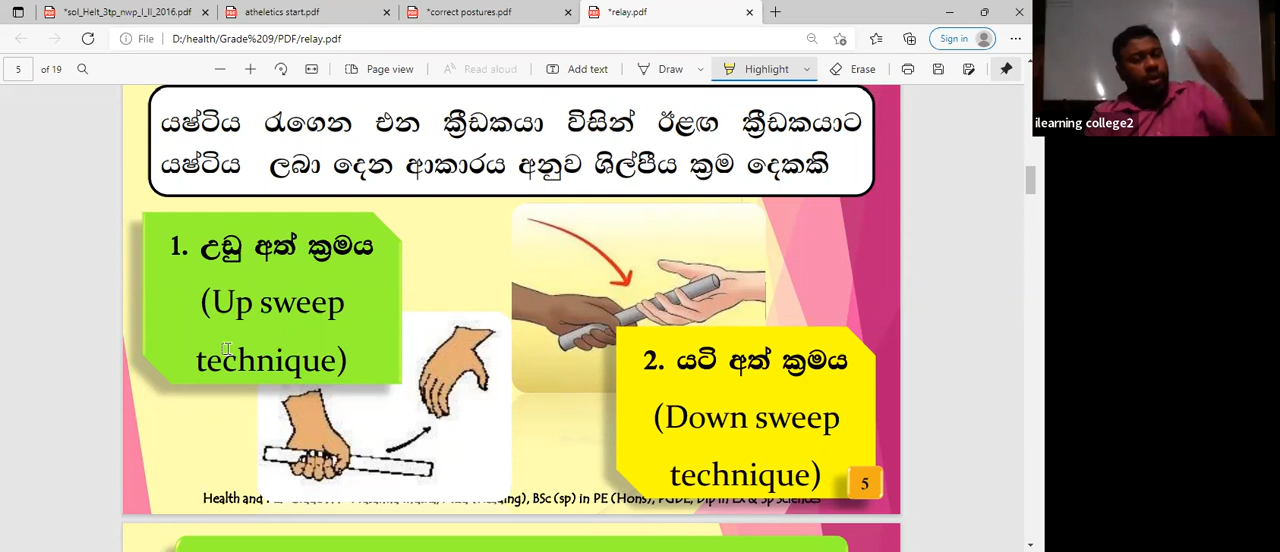 *sol_Helt_3tp_nwp_I_II_2016.pdf
atheletics start.pdf
*correct postures.pdf
*relay.pdf
File
D:/health/Grade%209/PDF/relay.pdf
Sign in
5 of 19
Page view
Read aloud
Add text
Draw
Highlight
Erase
ilearning college2
යෂ්ටිය රැගෙන එන ක්‍රීඩකයා විසින් ඊළඟ ක්‍රීඩකයාට
යෂ්ටිය ලබා දෙන ආකාරය අනුව ශිල්පීය ක්‍රම දෙකකි
1. උඩු අත් ක්‍රමය
(Up sweep
technique)
2. යටි අත් ක්‍රමය
(Down sweep
technique)
5
Health and BSc (sp) in PE (Hons), PGDE, Dip in Ex & Sp Sciences